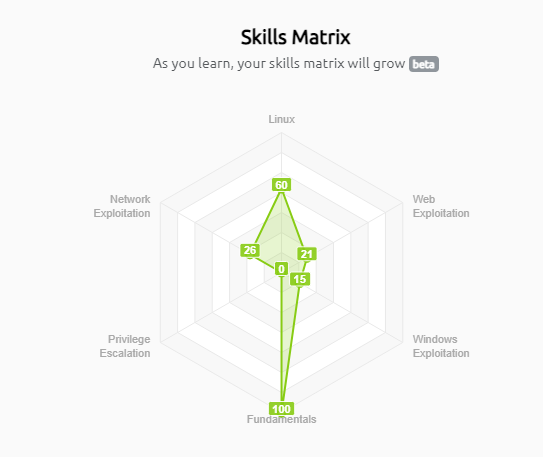 Skills Matrix
As you learn, your skills matrix will grow beta
Linux
60
Network
Exploitation
Web
Exploitation
26
21
0
15
Privilege
Escalation
Windows
Exploitation
100
Fundamentals